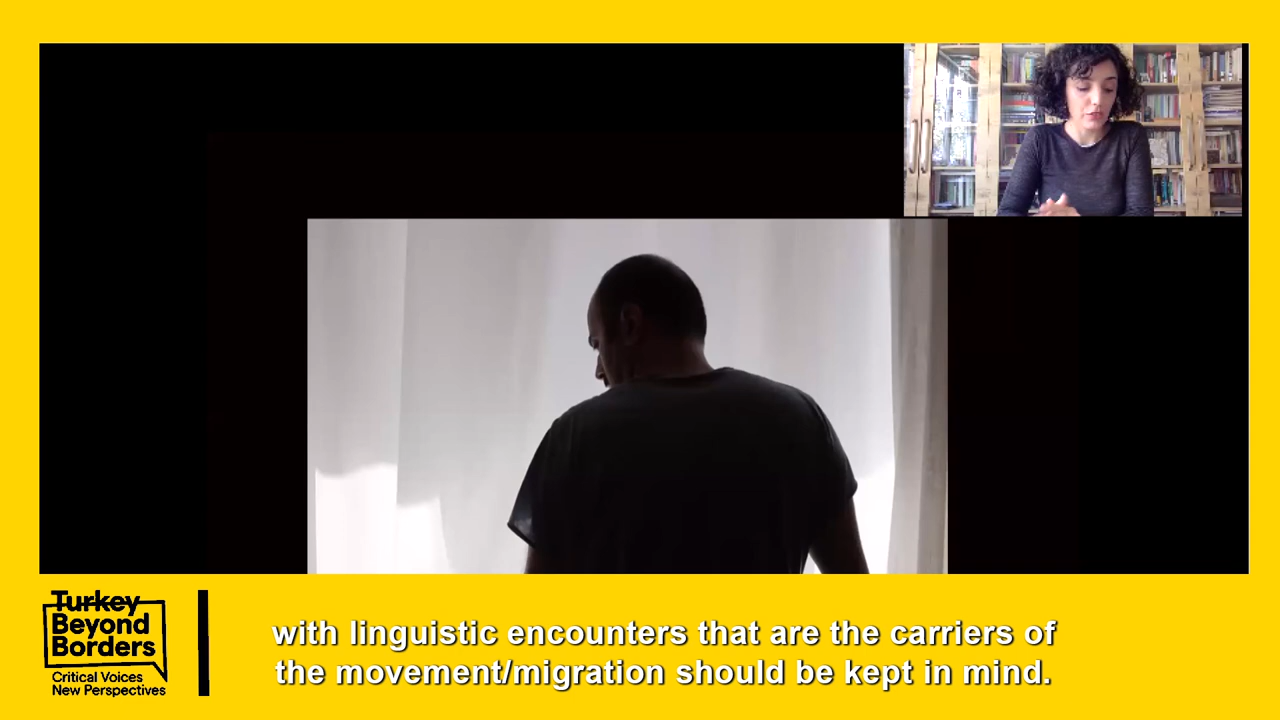 Turkey
Beyond
Borders
Critical Voices
New Perspectives
with linguistic encounters that are the carriers of
the movement/migration should be kept in mind.